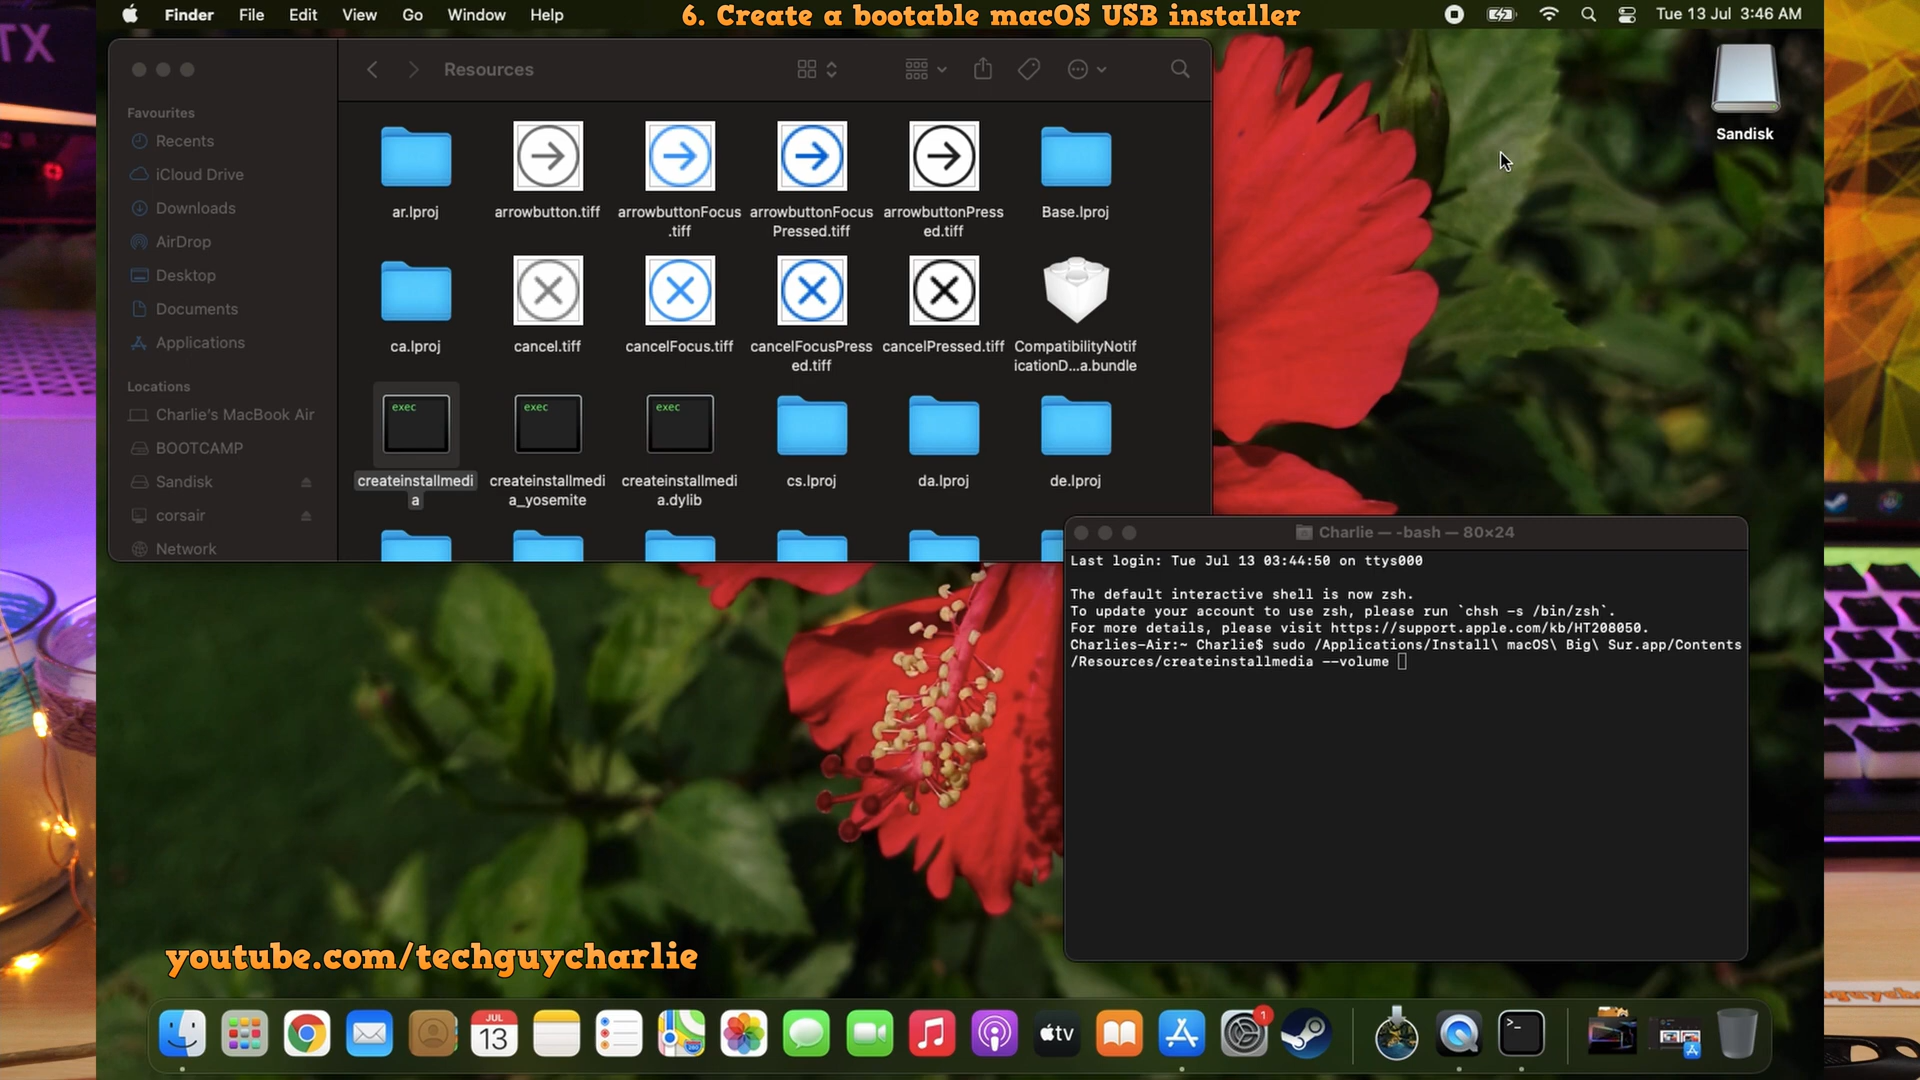 Finder File Edit View Go Window Help
6. Create a bootable macOS USB installer
Tue 13 Jul 3:46 AM
Resources
Favourites
Recents
iCloud Drive
Downloads
AirDrop
Desktop
Documents
Applications
Locations
Charlie's MacBook Air
BOOTCAMP
Sandisk
corsair
Network
ar.lproj
arrowbutton.tiff
arrowbuttonFocus
.tiff
arrowbuttonFocus
Pressed.tiff
arrowbuttonPress
ed.tiff
Base.lproj
ca.lproj
cancel.tiff
cancelFocus.tiff
cancelFocusPress
ed.tiff
cancelPressed.tiff
CompatibilityNotif
icationD...a.bundle
exec
createinstallmedi
a
exec
createinstallmedi
a_yosemite
exec
createinstallmedi
a.dylib
cs.lproj
da.lproj
de.lproj
Sandisk
Charlie — -bash — 80×24
Last login: Tue Jul 13 03:44:50 on ttys000
The default interactive shell is now zsh.
To update your account to use zsh, please run `chsh -s /bin/zsh`.
For more details, please visit https://support.apple.com/kb/HT208050.
Charlies-Air:~ Charlie$ sudo /Applications/Install\ macOS\ Big\ Sur.app/Contents
/Resources/createinstallmedia --volume
youtube.com/techguycharlie
JUL
13
tv
1
>_
TX